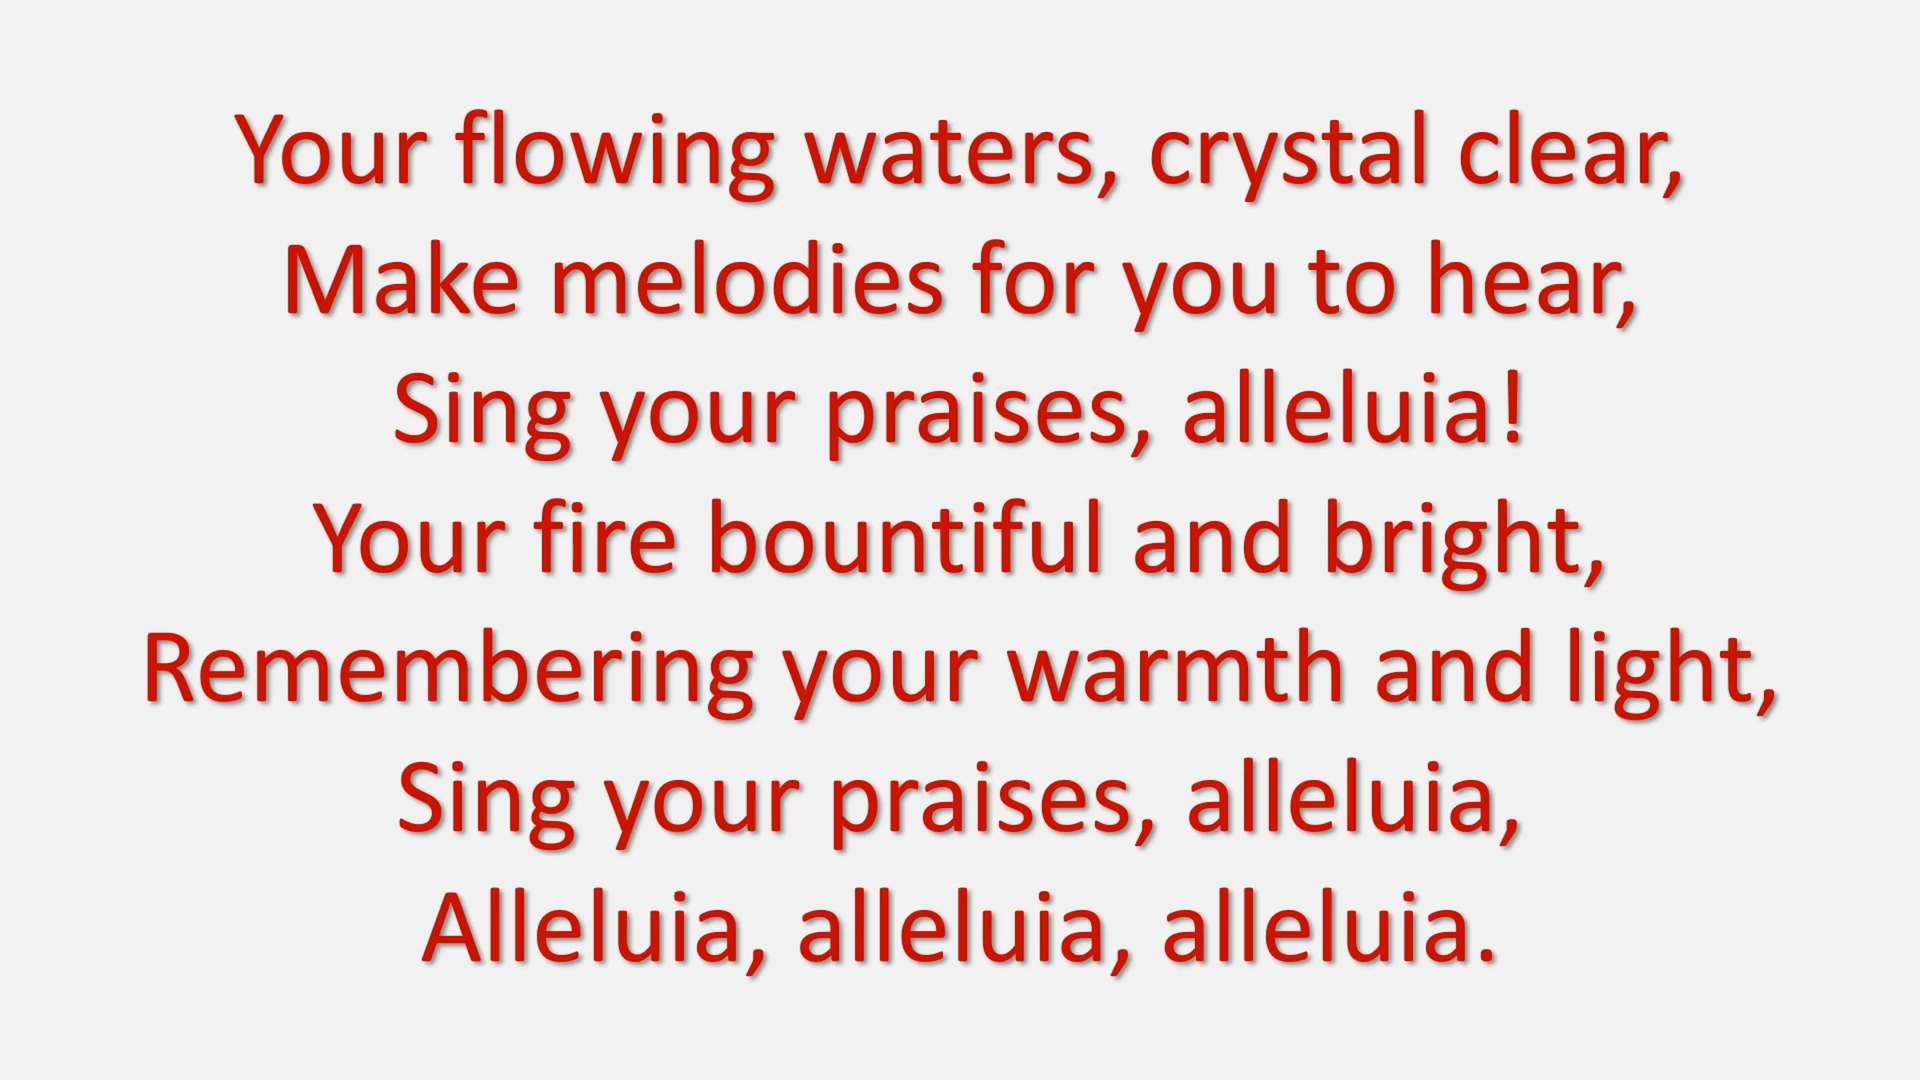 Your flowing waters, crystal clear,
Make melodies for you to hear,
Sing your praises, alleluia!
Your fire bountiful and bright,
Remembering your warmth and light,
Sing your praises, alleluia,
Alleluia, alleluia, alleluia.